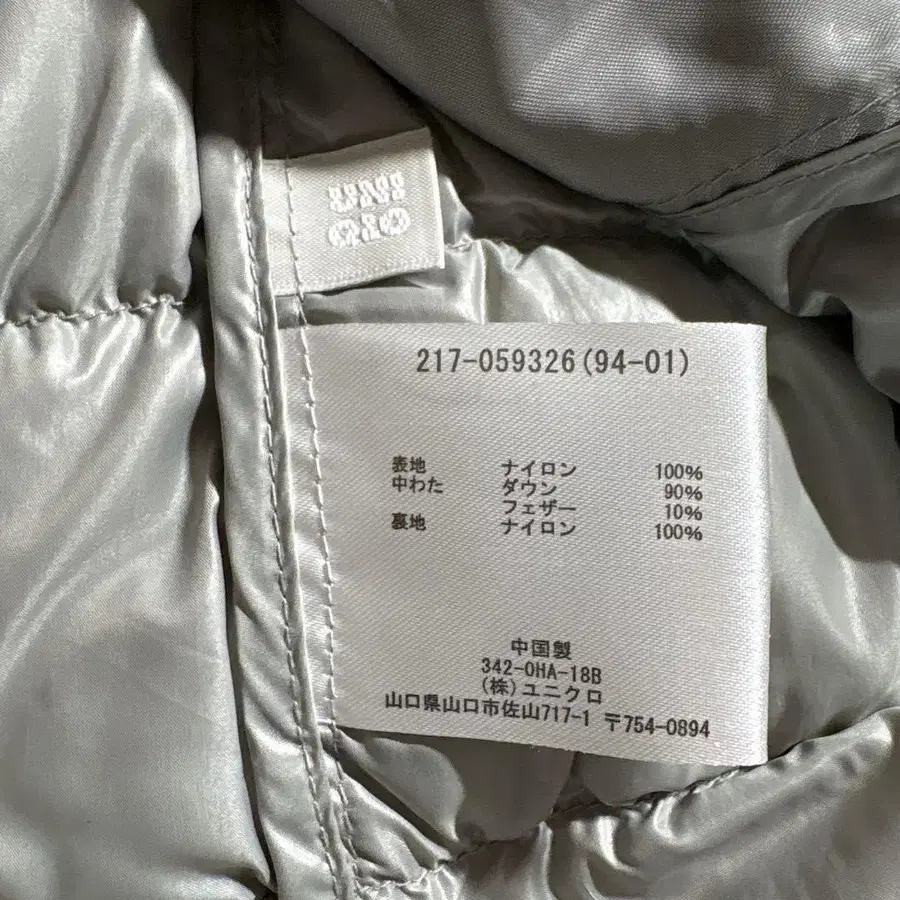 217-059326(94-01)
表地 ナイロン 100%
中わた ダウン 90%
フェザー 10%
裏地 ナイロン 100%
中国製
342-OHA-18B
(株)ユニクロ
山口県山口市佐山717-1 〒754-0894